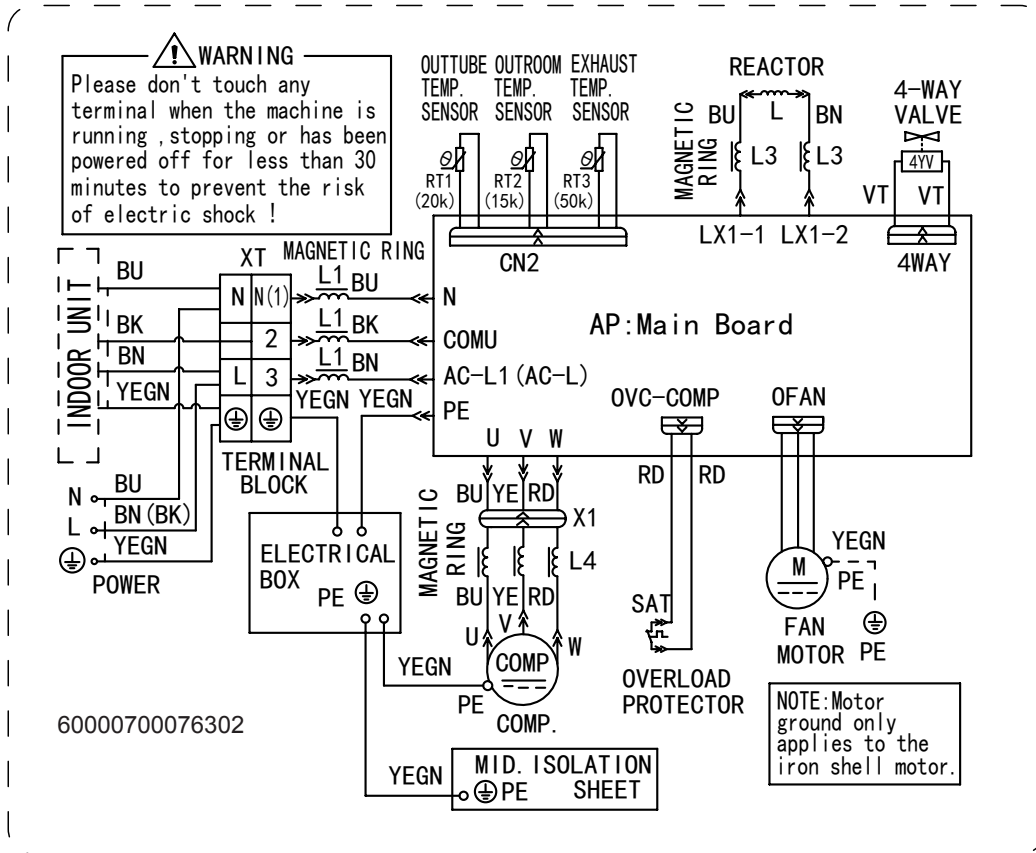 WARNING
Please don't touch any
terminal when the machine is
running ,stopping or has been
powered off for less than 30
minutes to prevent the risk
of electric shock !
OUTTUBE OUTROOM EXHAUST
TEMP. TEMP. TEMP.
SENSOR SENSOR SENSOR
RT1 RT2 RT3
(20k) (15k) (50k)
CN2
REACTOR
BU L BN
MAGNETIC
RING
L3 L3
LX1-1 LX1-2
4-WAY
VALVE
4YV
VT VT
4WAY
INDOOR UNIT
BU
BK
BN
YEGN
XT
N N(1)
2
L 3
TERMINAL
BLOCK
MAGNETIC RING
L1 BU
L1 BK
L1 BN
YEGN YEGN
N
COMU
AC-L1(AC-L)
PE
AP:Main Board
OVC-COMP OFAN
U V W
N BU
L BN(BK)
YEGN
POWER
ELECTRICAL
BOX
PE
MAGNETIC
RING
BU YE RD
X1
L4
BU YE RD
U V W
COMP
PE
COMP.
YEGN
RD RD
SAT
OVERLOAD
PROTECTOR
M
YEGN
PE
FAN
MOTOR PE
NOTE:Motor
ground only
applies to the
iron shell motor.
60000700076302
YEGN
MID. ISOLATION
PE SHEET